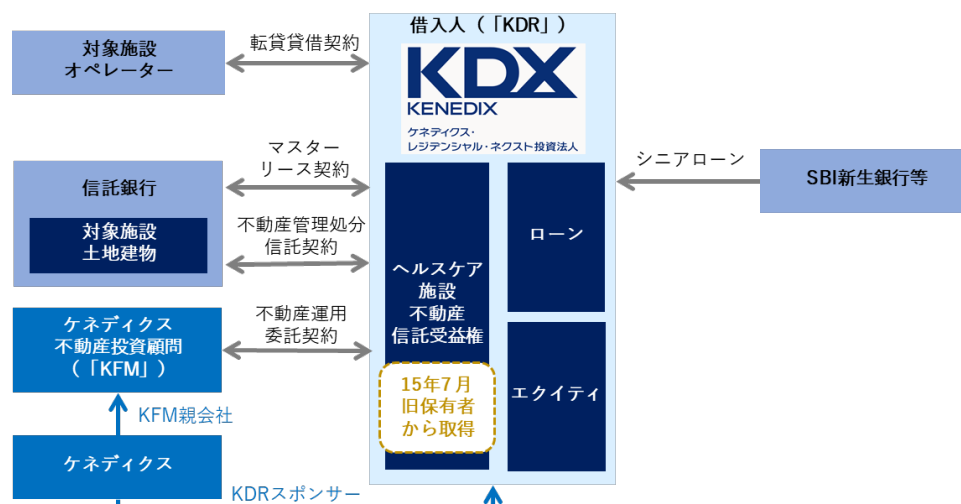 借入人（「KDR」）
KDX
KENEDIX
ケネディクス・
レジデンシャル・ネクスト投資法人
対象施設
オペレーター
転貸貸借契約
マスター
リース契約
信託銀行
対象施設
土地建物
不動産管理処分
信託契約
ケネディクス
不動産投資顧問
（「KFM」）
不動産運用
委託契約
KFM親会社
ケネディクス
KDRスポンサー
ヘルスケア
施設
不動産
信託受益権
15年7月
旧保有者
から取得
ローン
エクイティ
シニアローン
SBI新生銀行等